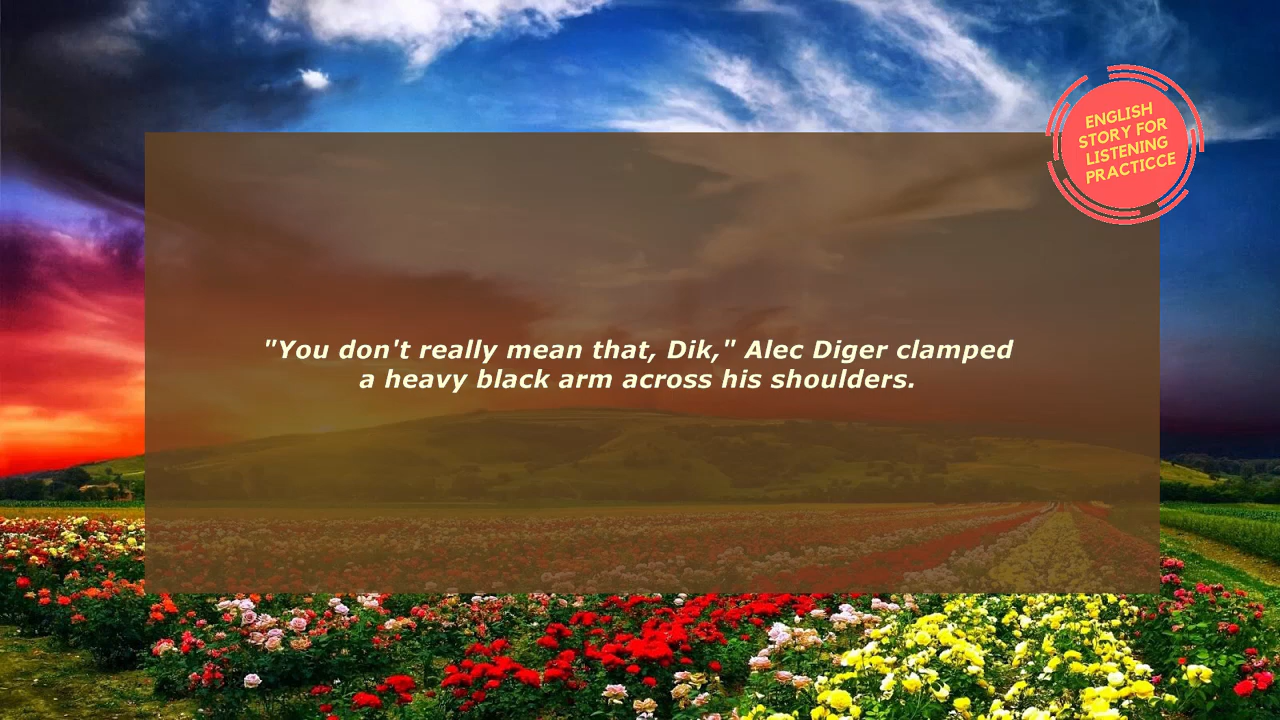 ENGLISH
STORY FOR
LISTENING
PRACTICCE
"You don't really mean that, Dik," Alec Diger clamped
a heavy black arm across his shoulders.